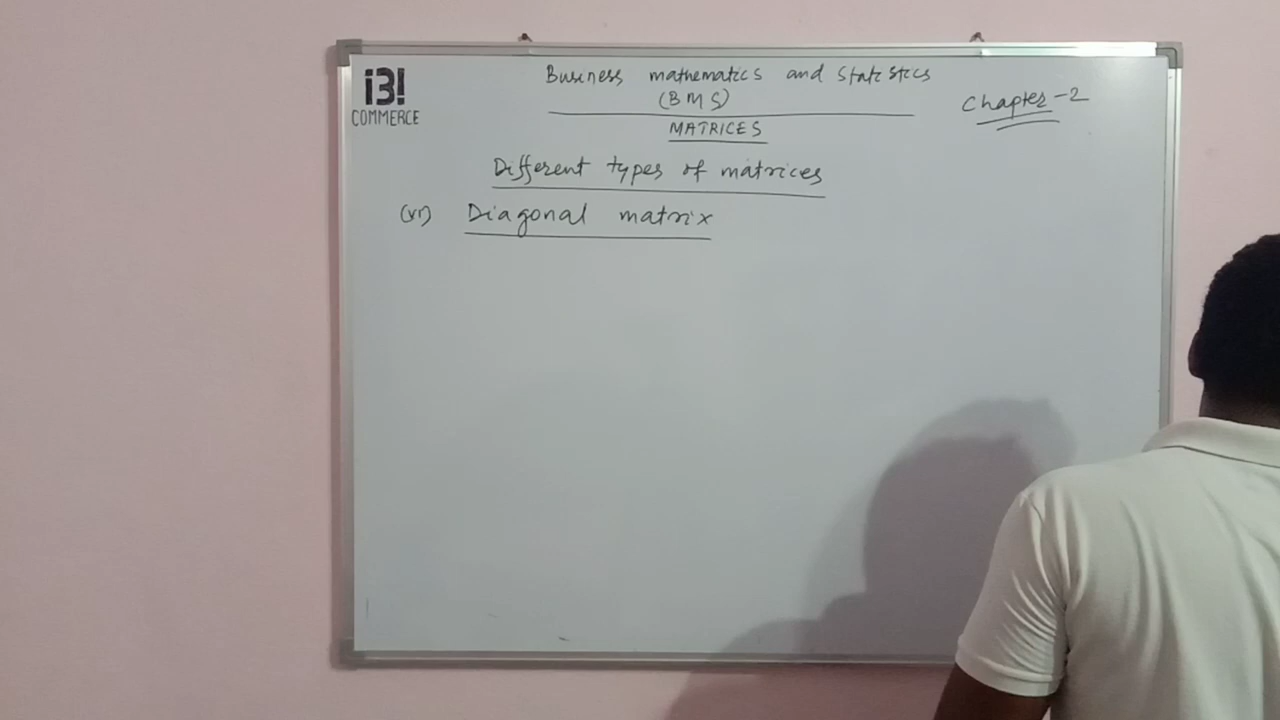 i3!
COMMERCE
Business mathematics and statistics
(BMS)
Chapter-2
MATRICES
Different types of matrices
(vi) Diagonal matrix